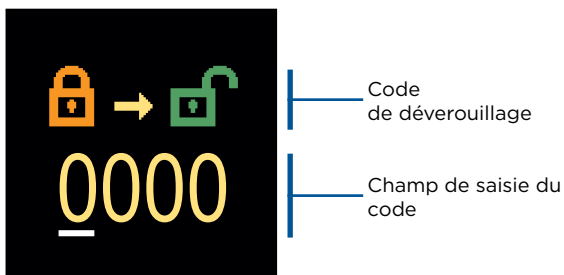 Code
de déverouillage
0000
Champ de saisie du
code